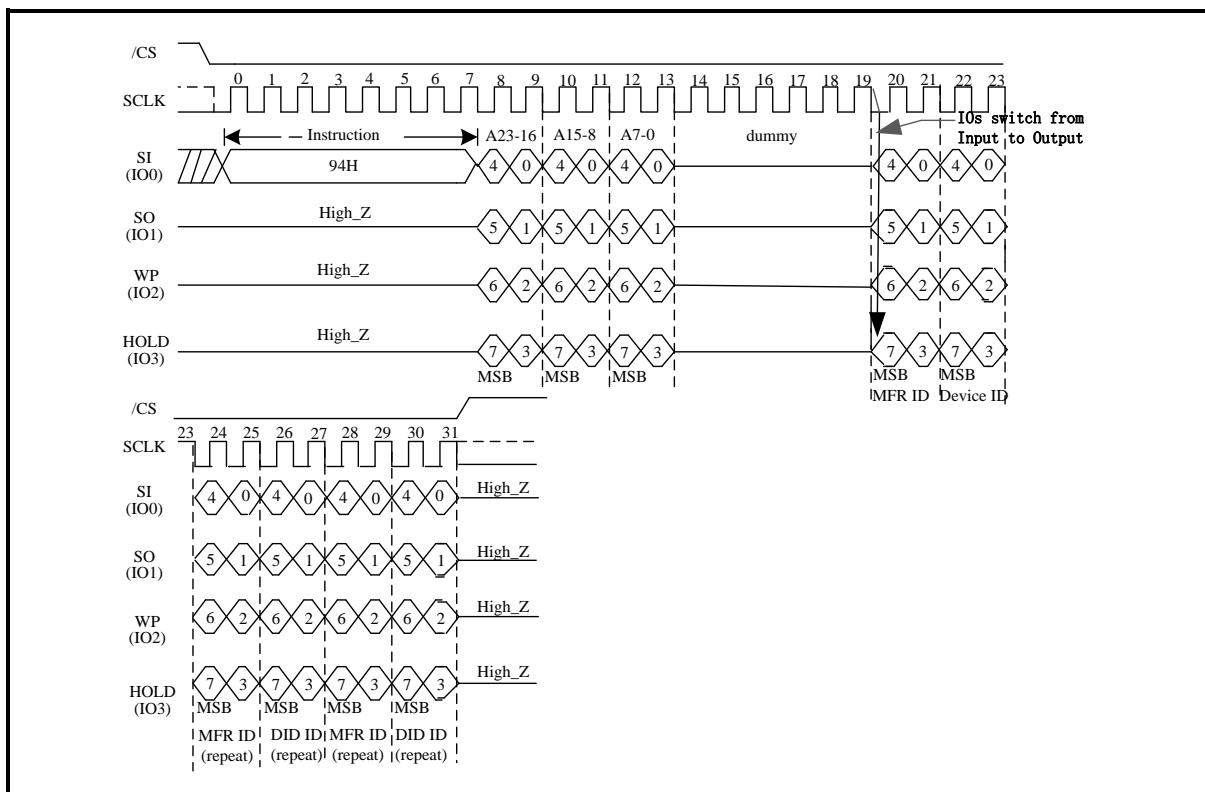 /CS
0 1 2 3 4 5 6 7 8 9 10 11 12 13 14 15 16 17 18 19 20 21 22 23
SCLK
IOs switch from
Input to Output
Instruction A23-16 A15-8 A7-0 dummy
SI
(IO0)
94H 4 0 4 0 4 0 4 0 4 0
SO
(IO1)
High_Z 5 1 5 1 5 1 5 1 5 1
WP
(IO2)
High_Z 6 2 6 2 6 2 6 2 6 2
HOLD
(IO3)
High_Z 7 3 7 3 7 3 7 3 7 3
MSB MSB MSB MSB MSB
MFR ID Device ID
/CS
23 24 25 26 27 28 29 30 31
SCLK
SI
(IO0)
4 0 4 0 4 0 4 0 High_Z
SO
(IO1)
5 1 5 1 5 1 5 1 High_Z
WP
(IO2)
6 2 6 2 6 2 6 2 High_Z
HOLD
(IO3)
7 3 7 3 7 3 7 3 High_Z
MSB MSB MSB MSB
MFR ID DID ID MFR ID DID ID
(repeat) (repeat) (repeat) (repeat)